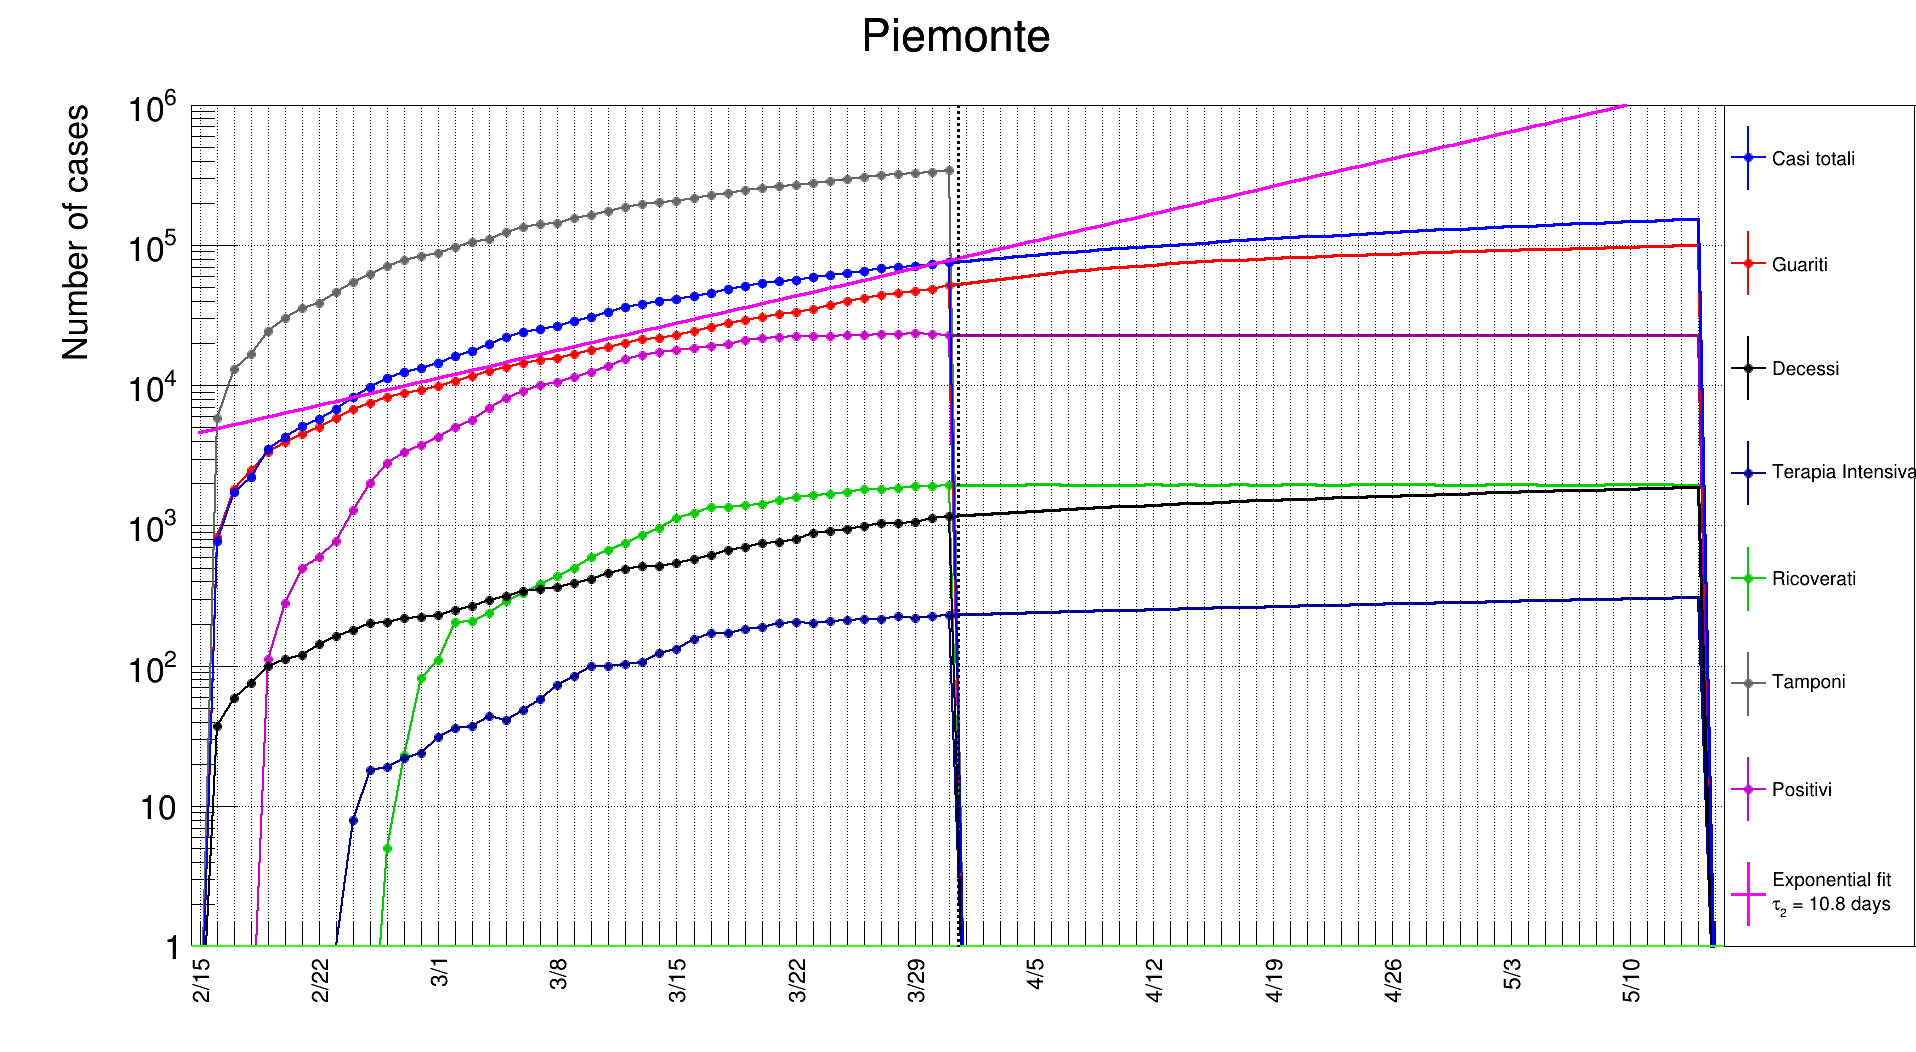 Piemonte
Number of cases
10^6
10^5
10^4
10^3
10^2
10
1
2/15 2/22 3/1 3/8 3/15 3/22 3/29 4/5 4/12 4/19 4/26 5/3 5/10
Casi totali
Guariti
Decessi
Terapia Intensiva
Ricoverati
Tamponi
Positivi
Exponential fit
τ₂ = 10.8 days